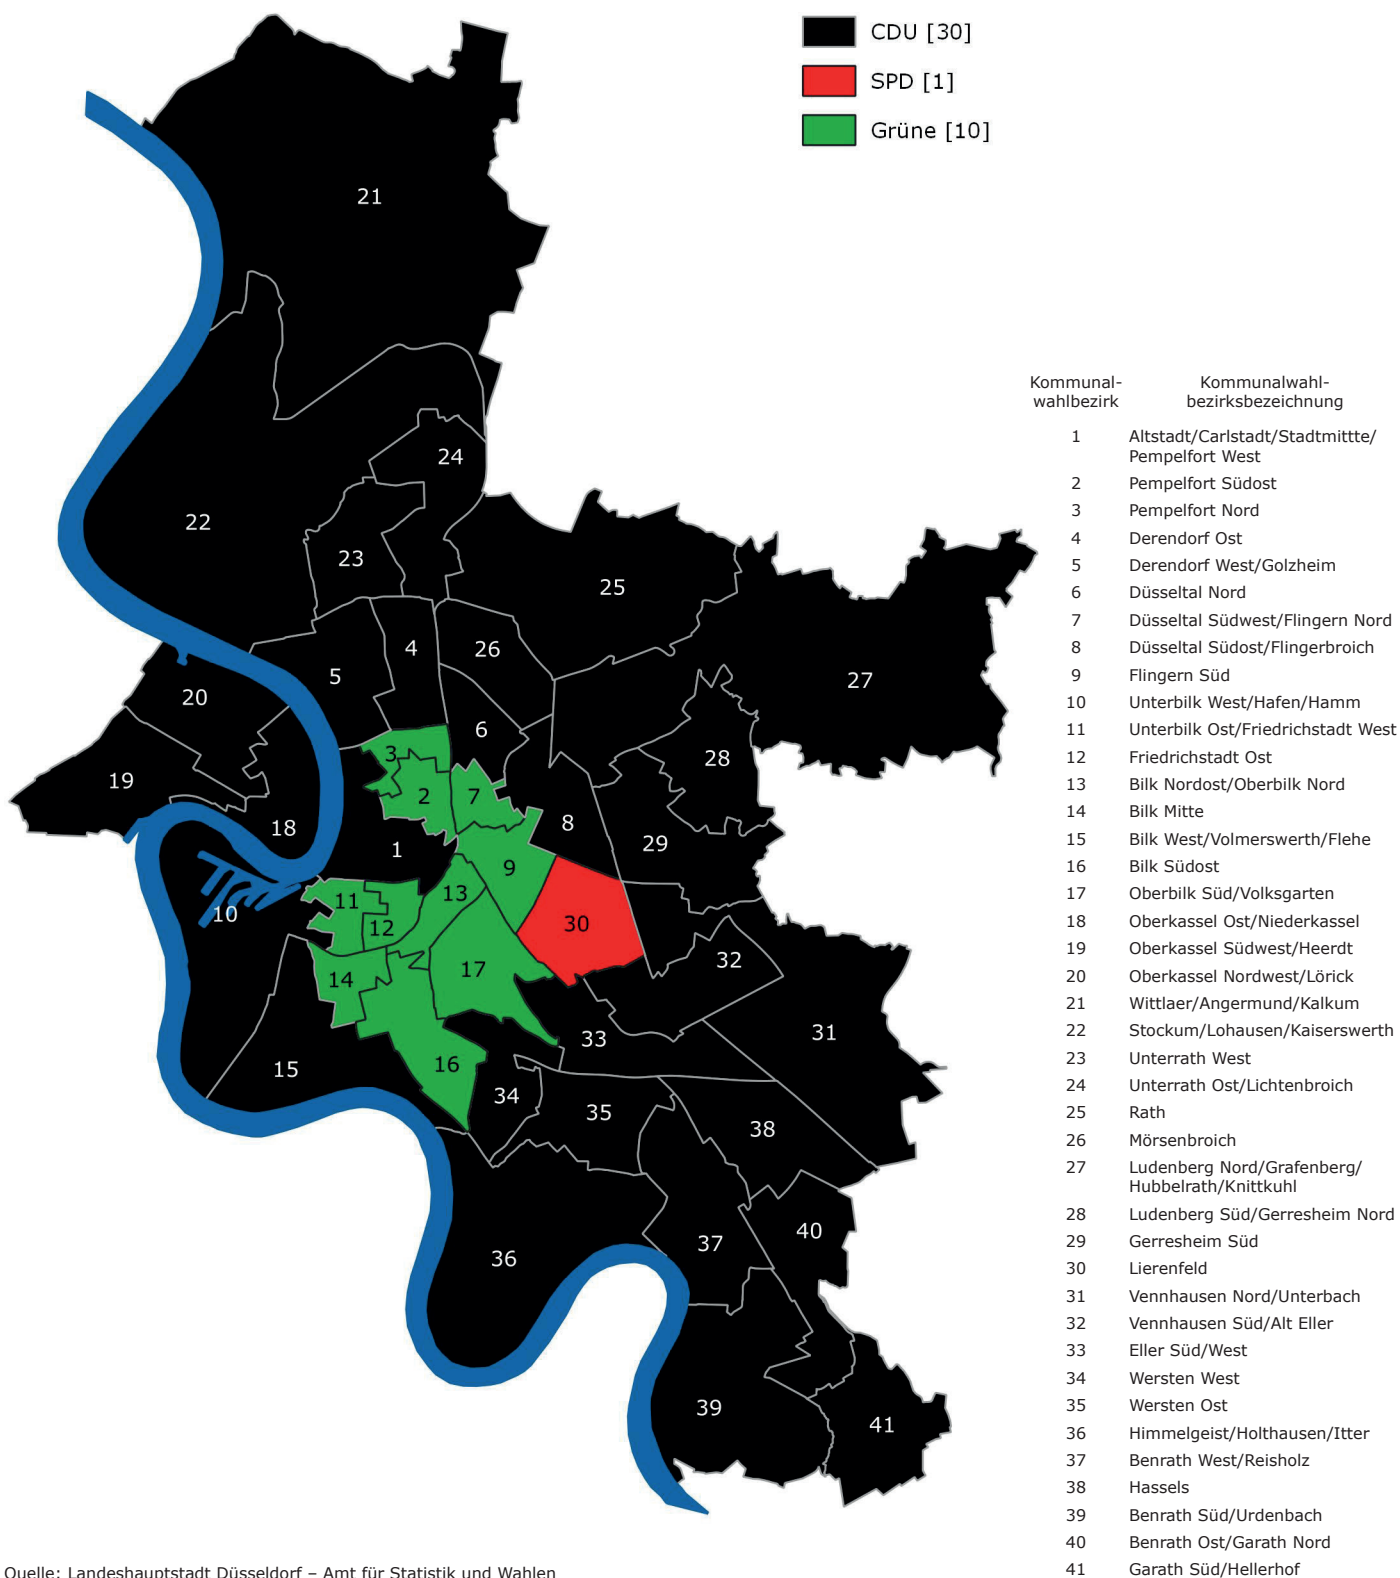 CDU [30]
SPD [1]
Grüne [10]
21
24
22
23
25
26
4
5
27
20
6
3
28
19
2
7
18
8
1
29
9
13
11
10
12
30
32
17
14
31
33
16
15
34
35
38
40
37
36
39
41
Kommunal-
wahlbezirk
Kommunalwahl-
bezirksbezeichnung
1 Altstadt/Carlstadt/Stadtmittte/
Pempelfort West
2 Pempelfort Südost
3 Pempelfort Nord
4 Derendorf Ost
5 Derendorf West/Golzheim
6 Düsseltal Nord
7 Düsseltal Südwest/Flingern Nord
8 Düsseltal Südost/Flingerbroich
9 Flingern Süd
10 Unterbilk West/Hafen/Hamm
11 Unterbilk Ost/Friedrichstadt West
12 Friedrichstadt Ost
13 Bilk Nordost/Oberbilk Nord
14 Bilk Mitte
15 Bilk West/Volmerswerth/Flehe
16 Bilk Südost
17 Oberbilk Süd/Volksgarten
18 Oberkassel Ost/Niederkassel
19 Oberkassel Südwest/Heerdt
20 Oberkassel Nordwest/Lörick
21 Wittlaer/Angermund/Kalkum
22 Stockum/Lohausen/Kaiserswerth
23 Unterrath West
24 Unterrath Ost/Lichtenbroich
25 Rath
26 Mörsenbroich
27 Ludenberg Nord/Grafenberg/
Hubbelrath/Knittkuhl
28 Ludenberg Süd/Gerresheim Nord
29 Gerresheim Süd
30 Lierenfeld
31 Vennhausen Nord/Unterbach
32 Vennhausen Süd/Alt Eller
33 Eller Süd/West
34 Wersten West
35 Wersten Ost
36 Himmelgeist/Holthausen/Itter
37 Benrath West/Reisholz
38 Hassels
39 Benrath Süd/Urdenbach
40 Benrath Ost/Garath Nord
41 Garath Süd/Hellerhof
Quelle: Landeshauptstadt Düsseldorf – Amt für Statistik und Wahlen